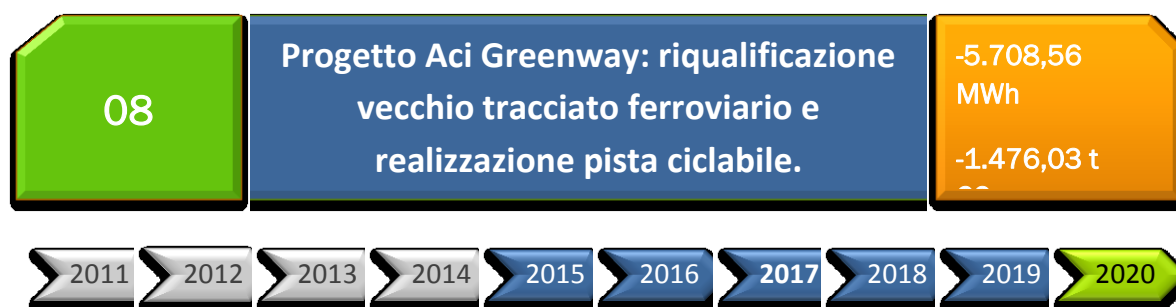 08
Progetto Aci Greenway: riqualificazione
vecchio tracciato ferroviario e
realizzazione pista ciclabile.
-5.708,56
MWh
-1.476,03 t
2011 2012 2013 2014 2015 2016 2017 2018 2019 2020